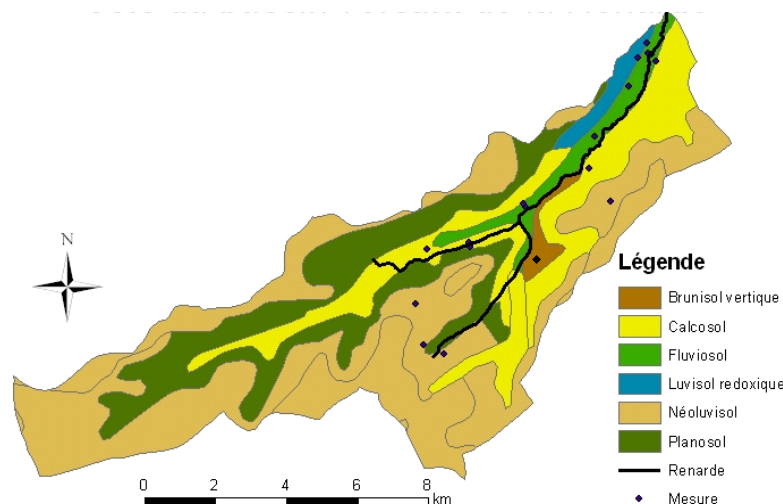 N
Légende
Brunisol vertique
Calcosol
Fluviosol
Luvisol redoxique
Néoluvisol
Planosol
Renarde
Mesure
0 2 4 6 8
km